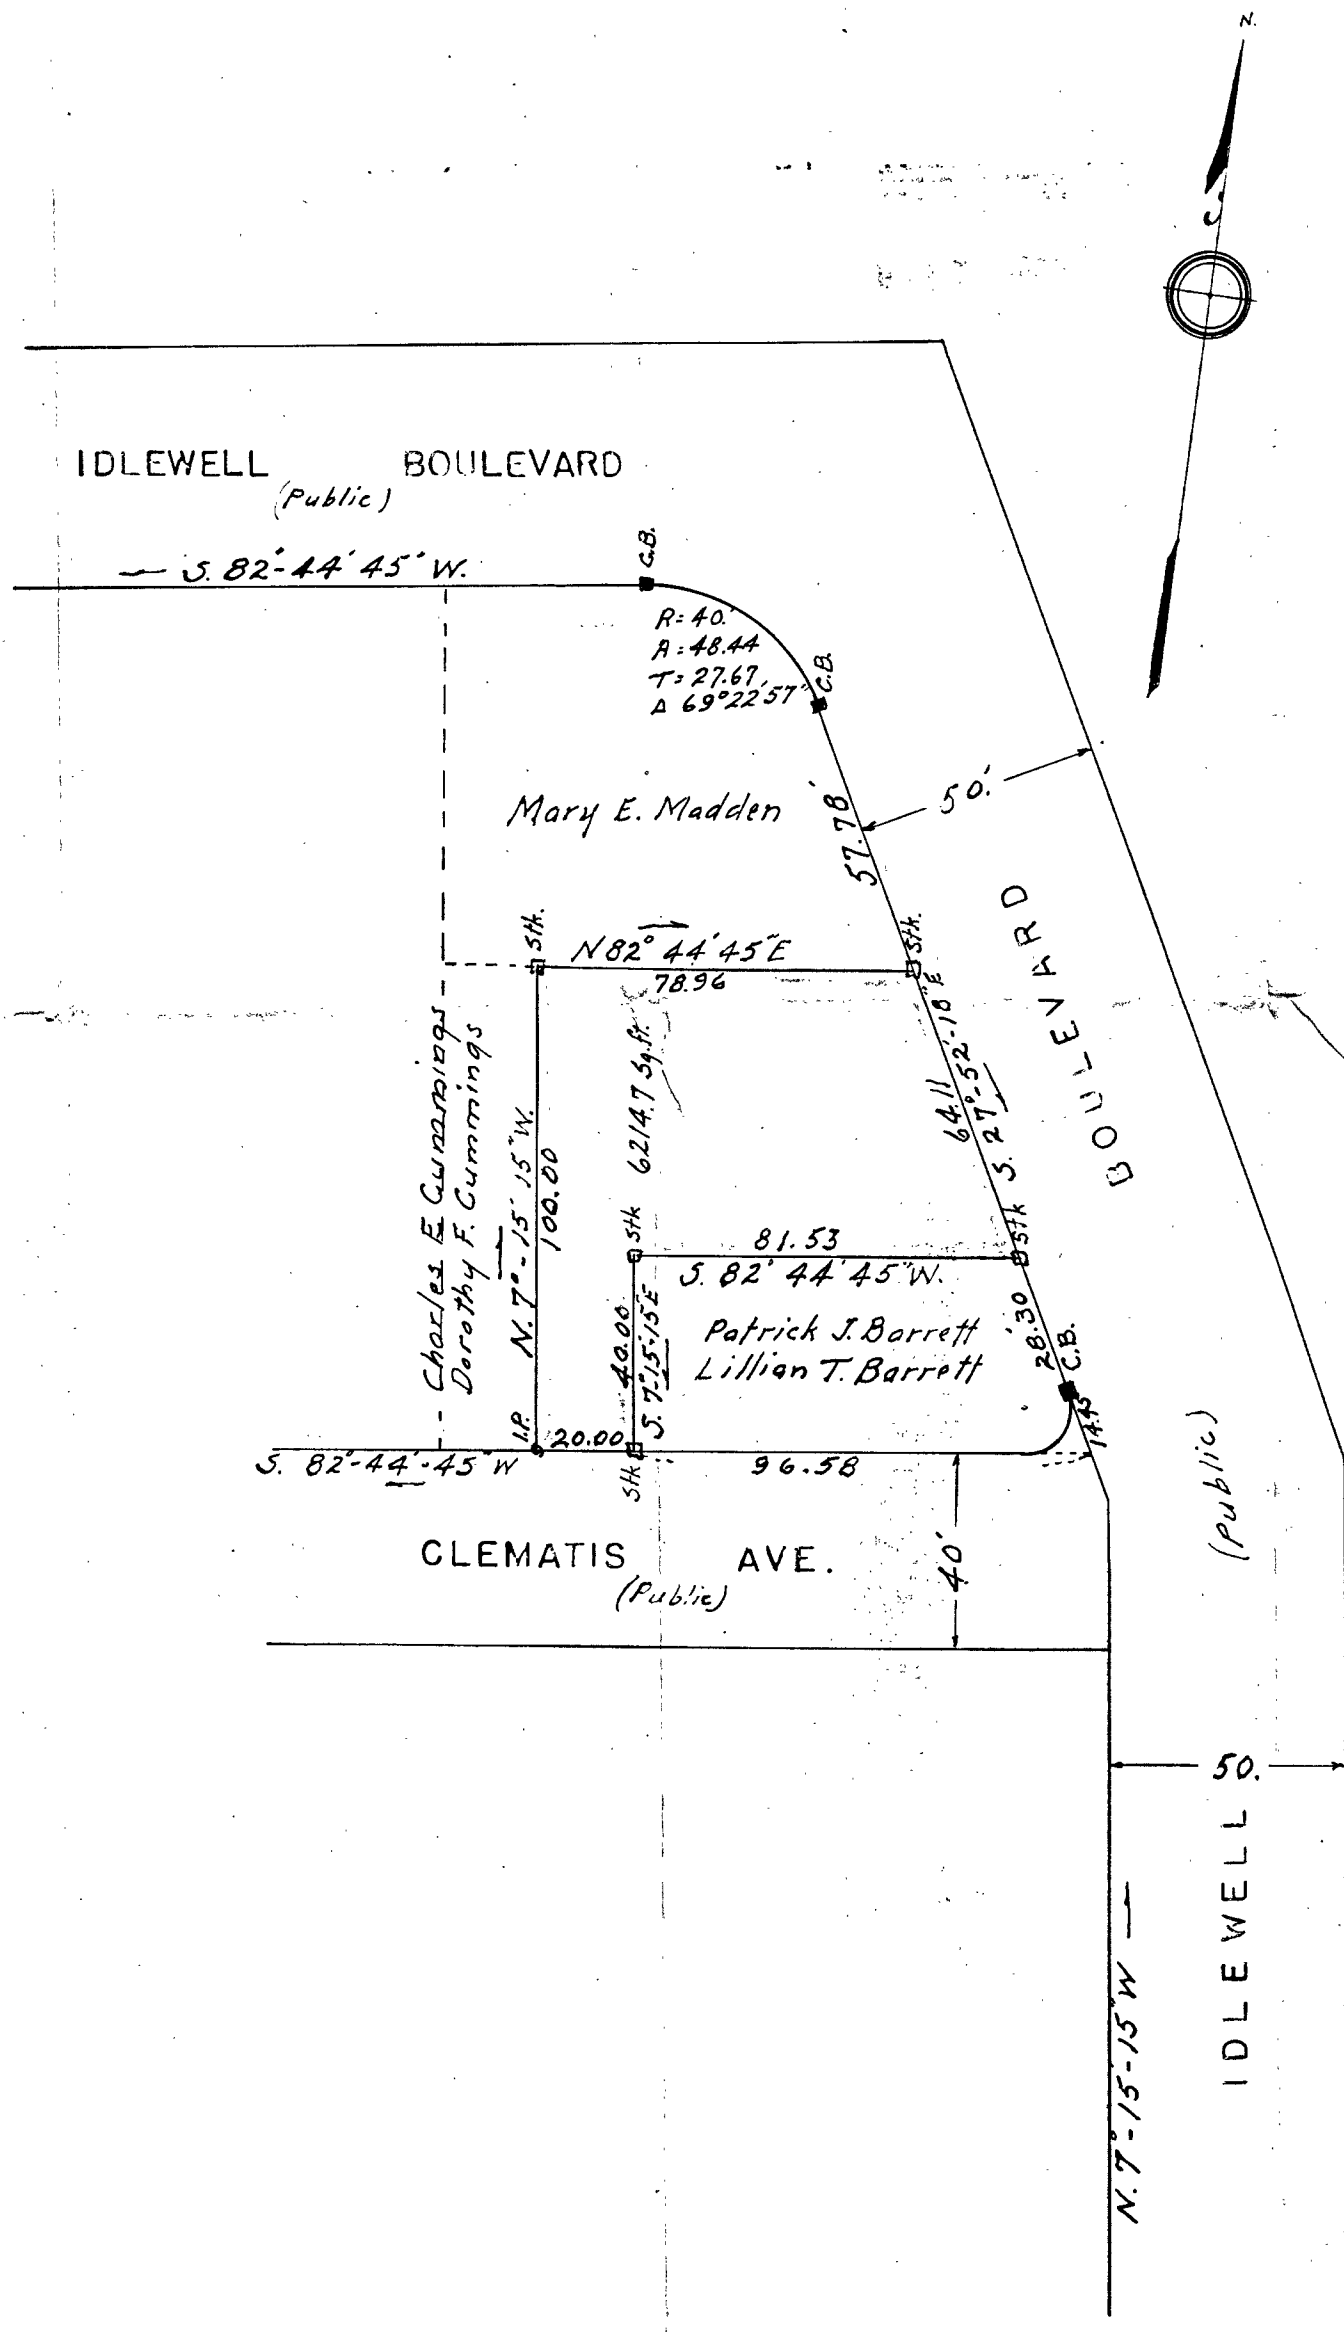 N.
IDLEWELL BOULEVARD
(Public)
S. 82°-44' 45" W.
C.B.
R=40.'
A=48.44
T=27.67
Δ 69°22'57"
C.B.
57.78'
50.'
Mary E. Madden
BOULEVARD
Stk.
N 82° 44' 45" E
78.96
Stk.
Charles E Cummings
Dorothy F. Cummings
N. 7°-15' 15" W.
100.00
6214.7 Sq.ft.
64.11
S. 27°-52'-18" E
Stk
81.53
S. 82° 44' 45" W.
Stk
40.00
S. 7°-15-15 E
Patrick J. Barrett
Lillian T. Barrett
28.30
C.B.
14.45
I.P.
20.00
Stk
S. 82°-44'-45" W
96.58
CLEMATIS AVE.
(Public)
40'
(Public)
50.
IDLEWELL
N. 7°-15-15" W